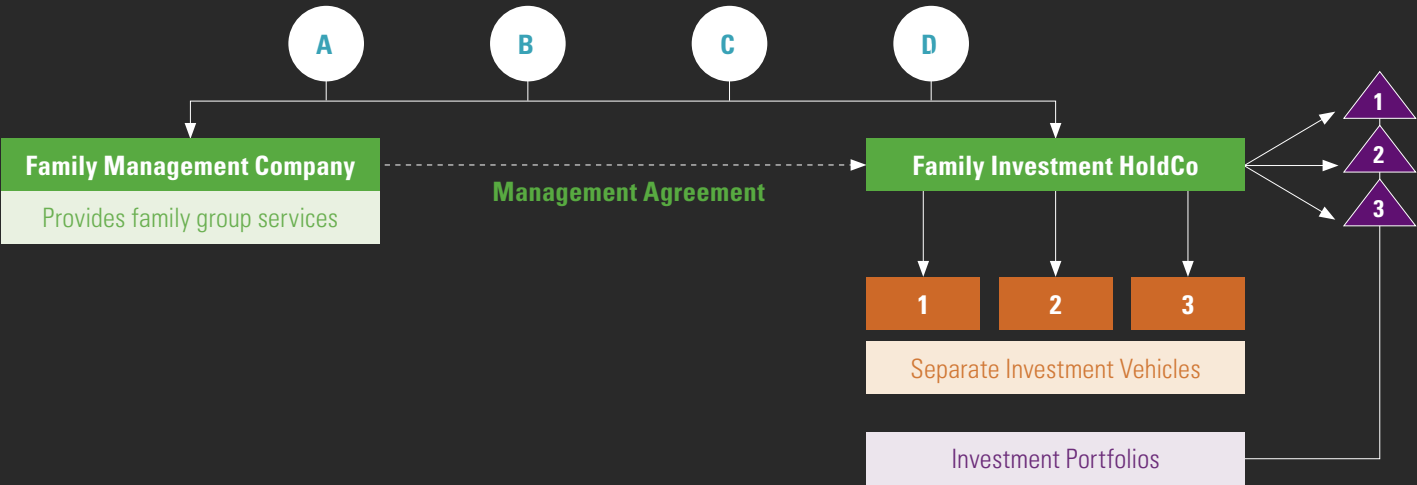 A
B
C
D
1
Family Management Company
Family Investment HoldCo
2
Management Agreement
Provides family group services
3
1
2
3
Separate Investment Vehicles
Investment Portfolios